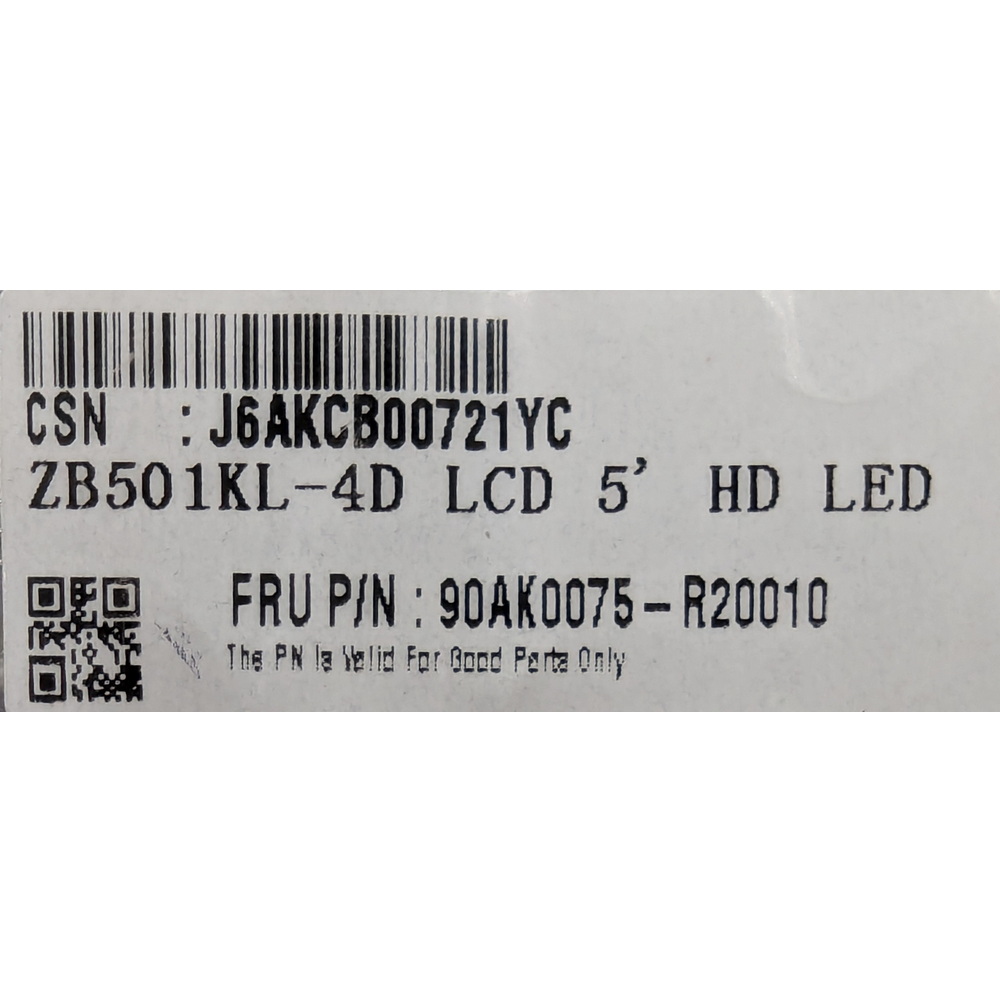 CSN : J6AKCB00721YC
ZB501KL-4D LCD 5' HD LED
FRU P/N : 90AK0075-R20010
The PN Is Valid For Good Parts Only